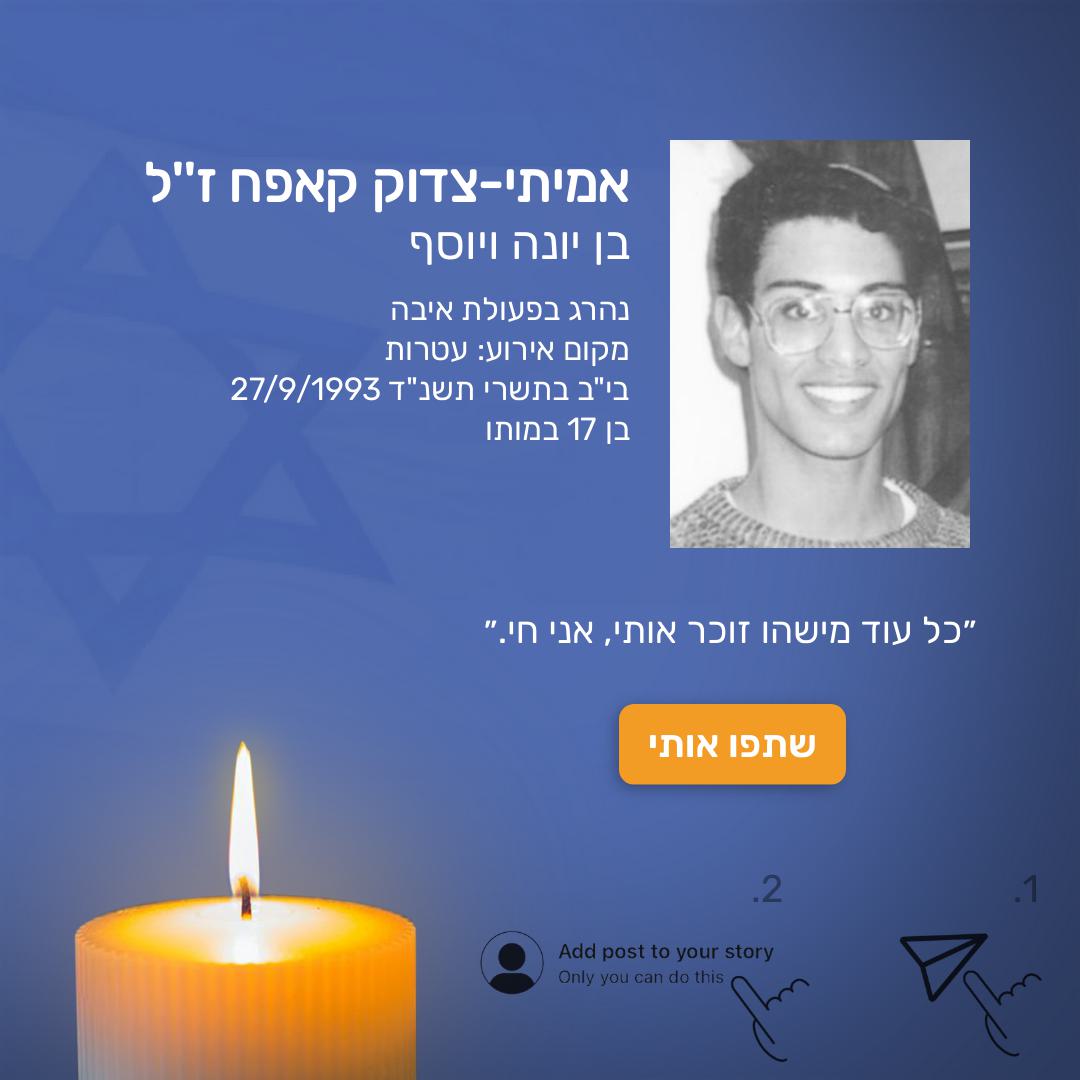 אמיתי-צדוק קאפח ז"ל
בן יונה ויוסף
נהרג בפעולת איבה
מקום אירוע: עטרות
בי"ב בתשרי תשנ"ד 27/9/1993
בן 17 במותו
״כל עוד מישהו זוכר אותי, אני חי.״
שתפו אותי
1.
2.
Add post to your story
Only you can do this